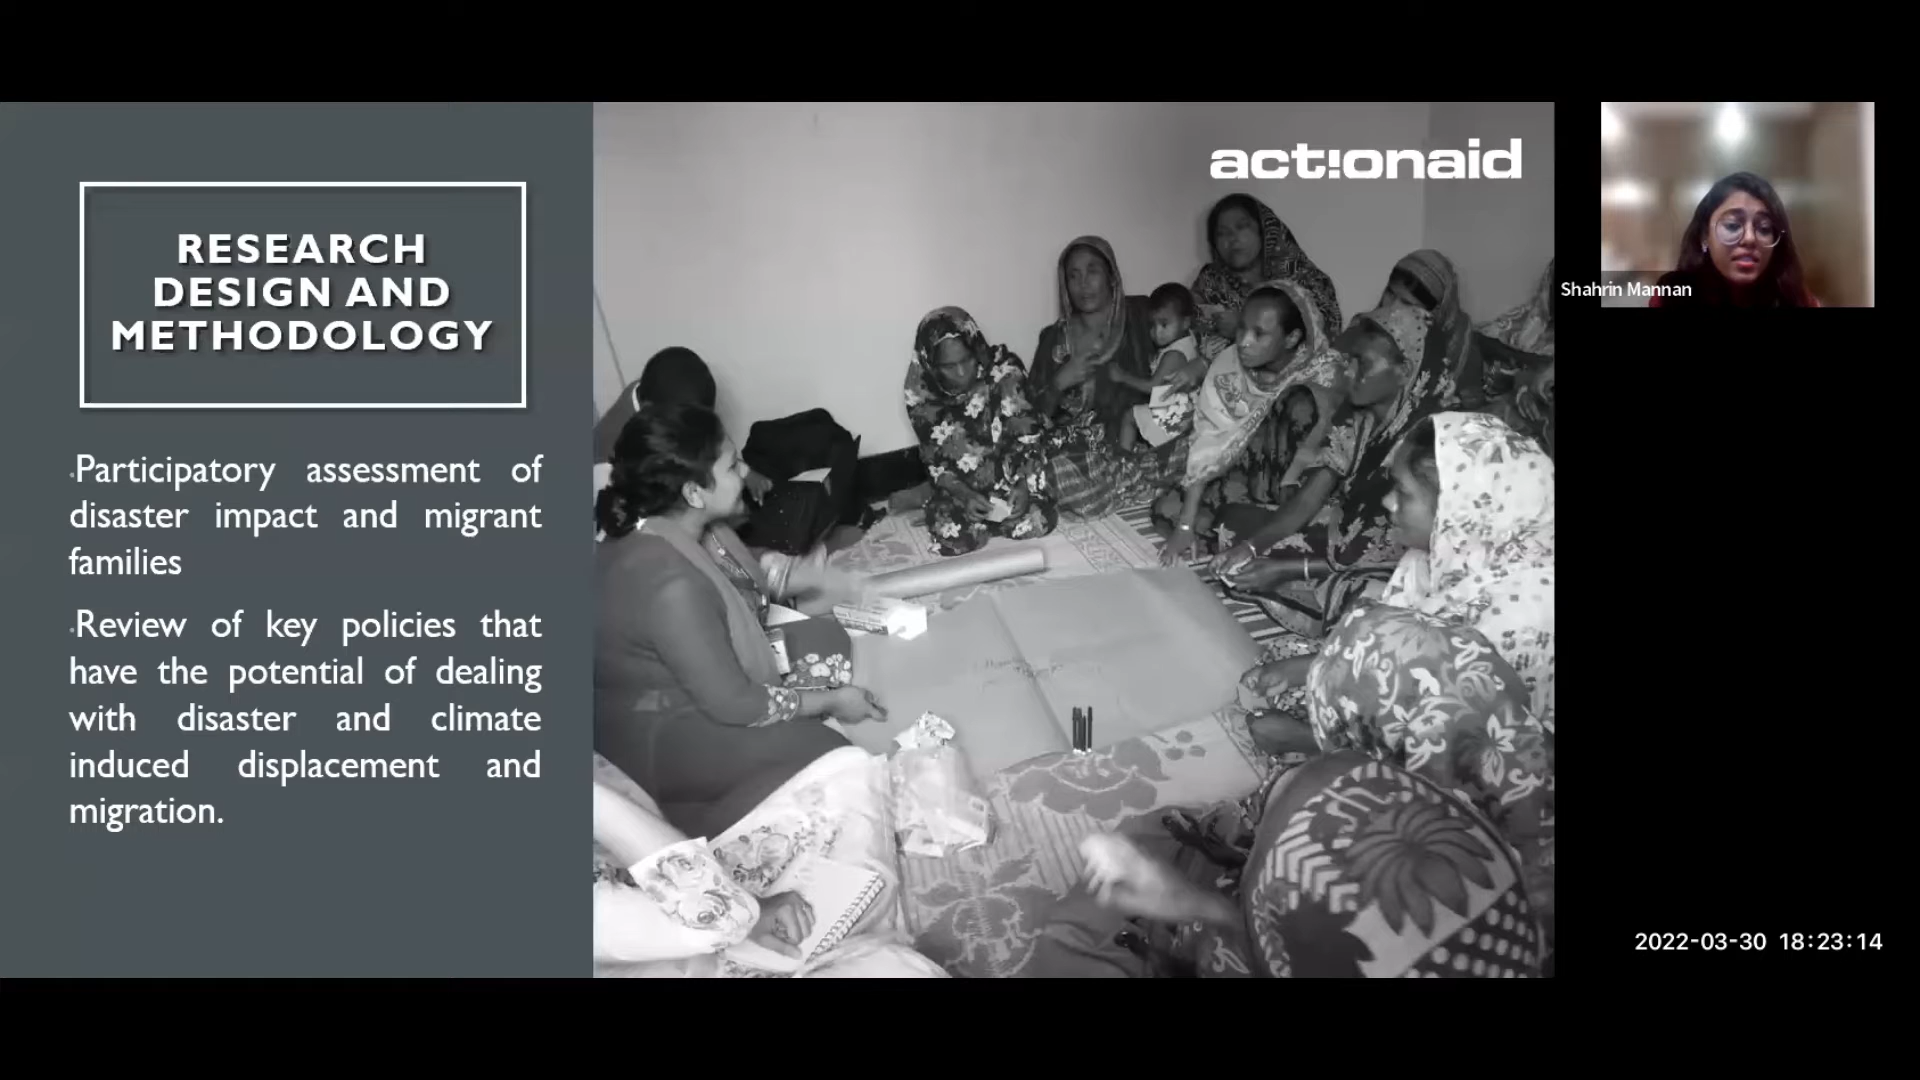 RESEARCH
DESIGN AND
METHODOLOGY
·Participatory assessment of
disaster impact and migrant
families
·Review of key policies that
have the potential of dealing
with disaster and climate
induced displacement and
migration.
act!onaid
Shahrin Mannan
2022-03-30 18:23:14